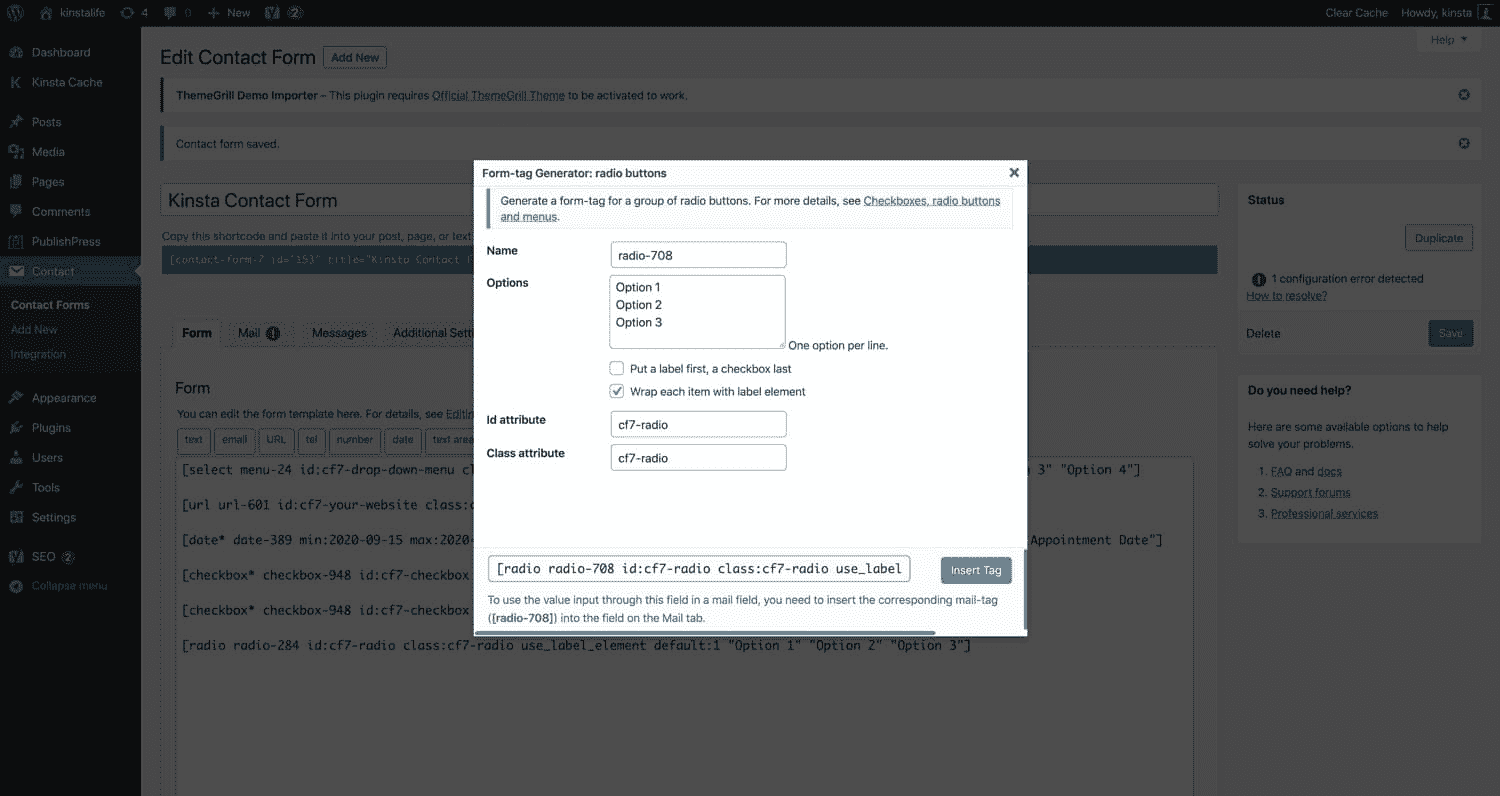 kinstalife
4
0
New
2
Clear Cache
Howdy, kinsta
Dashboard
Kinsta Cache
Posts
Media
Pages
Comments
PublishPress
Contact
Contact Forms
Add New
Integration
Appearance
Plugins
Users
Tools
Settings
SEO 2
Collapse menu
Help
Edit Contact Form
Add New
ThemeGrill Demo Importer – This plugin requires Official ThemeGrill Theme to be activated to work.
Contact form saved.
Kinsta Contact Form
Copy this shortcode and paste it into your post, page, or text
[contact-form-7 id="153" title="Kinsta Contact F
Form
Mail
Messages
Additional Setti
Form
You can edit the form template here. For details, see Editin
text
email
URL
tel
number
date
text area
[select menu-24 id:cf7-drop-down-menu cl
3" "Option 4"]
[url url-601 id:cf7-your-website class:c
[date* date-389 min:2020-09-15 max:2020-
Appointment Date"]
[checkbox* checkbox-948 id:cf7-checkbox
[checkbox* checkbox-948 id:cf7-checkbox
[radio radio-284 id:cf7-radio class:cf7-radio use_label_element default:1 "Option 1" "Option 2" "Option 3"]
Form-tag Generator: radio buttons
Generate a form-tag for a group of radio buttons. For more details, see Checkboxes, radio buttons
and menus.
Name
radio-708
Options
Option 1
Option 2
Option 3
One option per line.
Put a label first, a checkbox last
Wrap each item with label element
Id attribute
cf7-radio
Class attribute
cf7-radio
[radio radio-708 id:cf7-radio class:cf7-radio use_label
Insert Tag
To use the value input through this field in a mail field, you need to insert the corresponding mail-tag
([radio-708]) into the field on the Mail tab.
Status
Duplicate
1 configuration error detected
How to resolve?
Delete
Save
Do you need help?
Here are some available options to help
solve your problems.
1. FAQ and docs
2. Support forums
3. Professional services